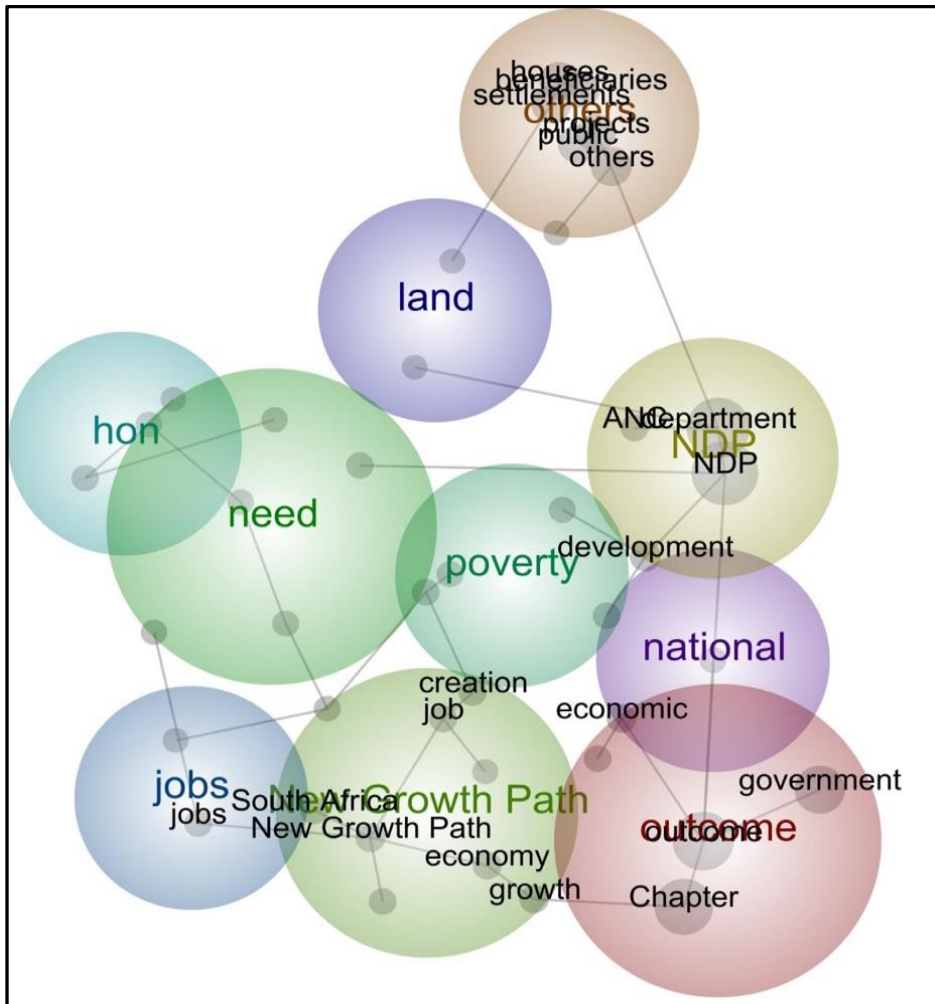 houses
beneficiaries
settlements
others
projects
public
others
land
ANC
department
hon
NDP
NDP
need
development
poverty
national
creation
job
economic
jobs
government
South Africa
New Growth Path
jobs
New Growth Path
outcome
outcome
economy
growth
Chapter